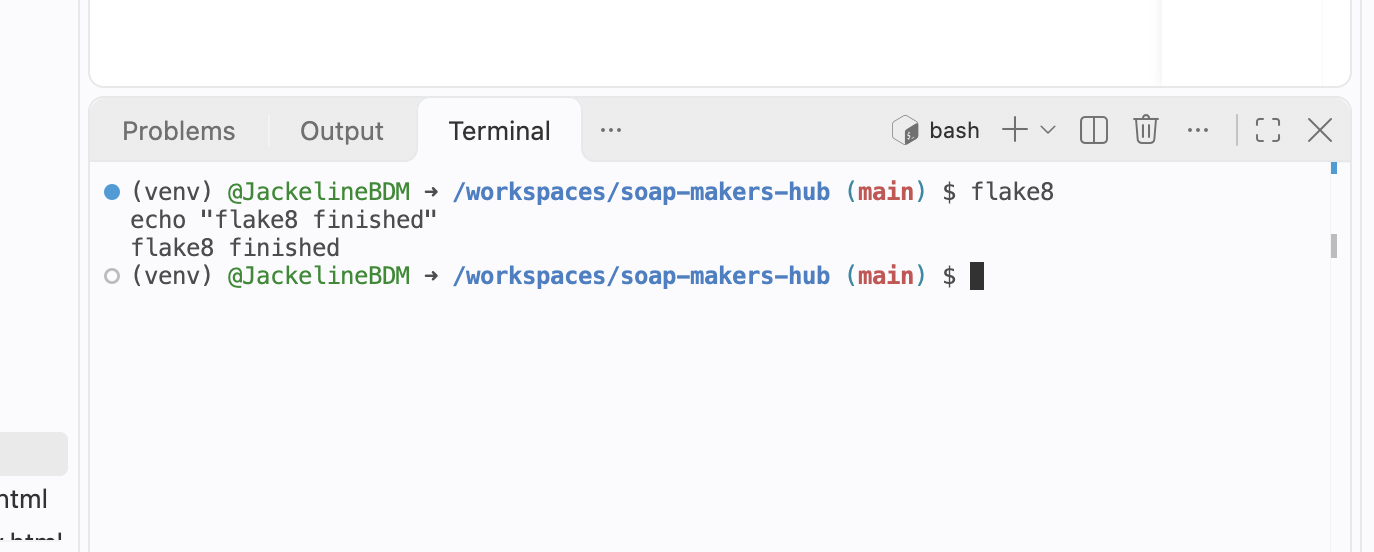 Problems Output Terminal ··· bash
(venv) @JackelineBDM → /workspaces/soap-makers-hub (main) $ flake8
echo "flake8 finished"
flake8 finished
(venv) @JackelineBDM → /workspaces/soap-makers-hub (main) $
html